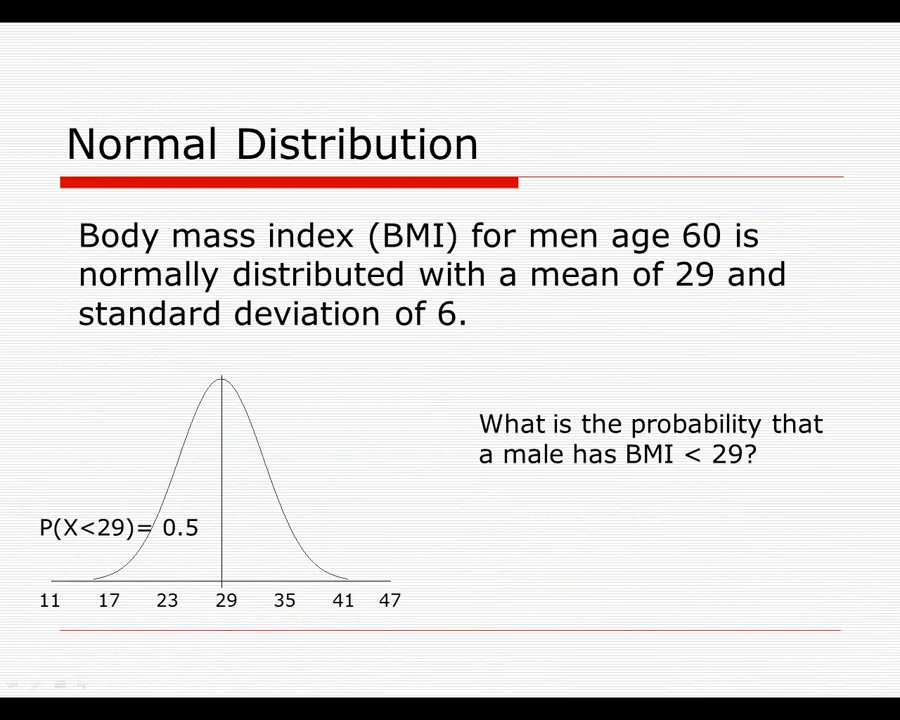 Normal Distribution
Body mass index (BMI) for men age 60 is
normally distributed with a mean of 29 and
standard deviation of 6.
What is the probability that
a male has BMI < 29?
P(X<29)= 0.5
11 17 23 29 35 41 47